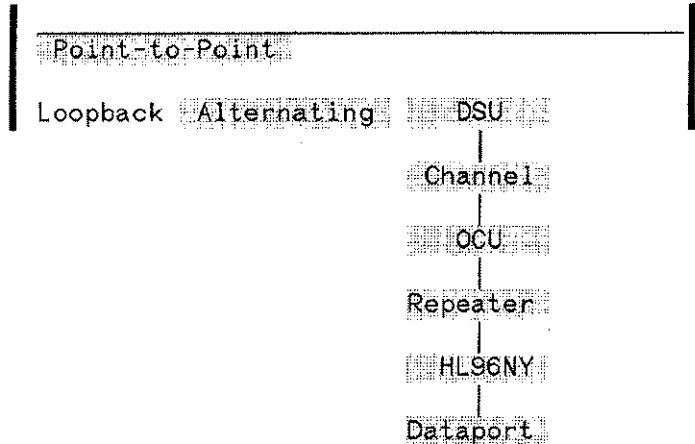 Point-to-Point
Loopback Alternating DSU
Channel
OCU
Repeater
HL96NY
Dataport